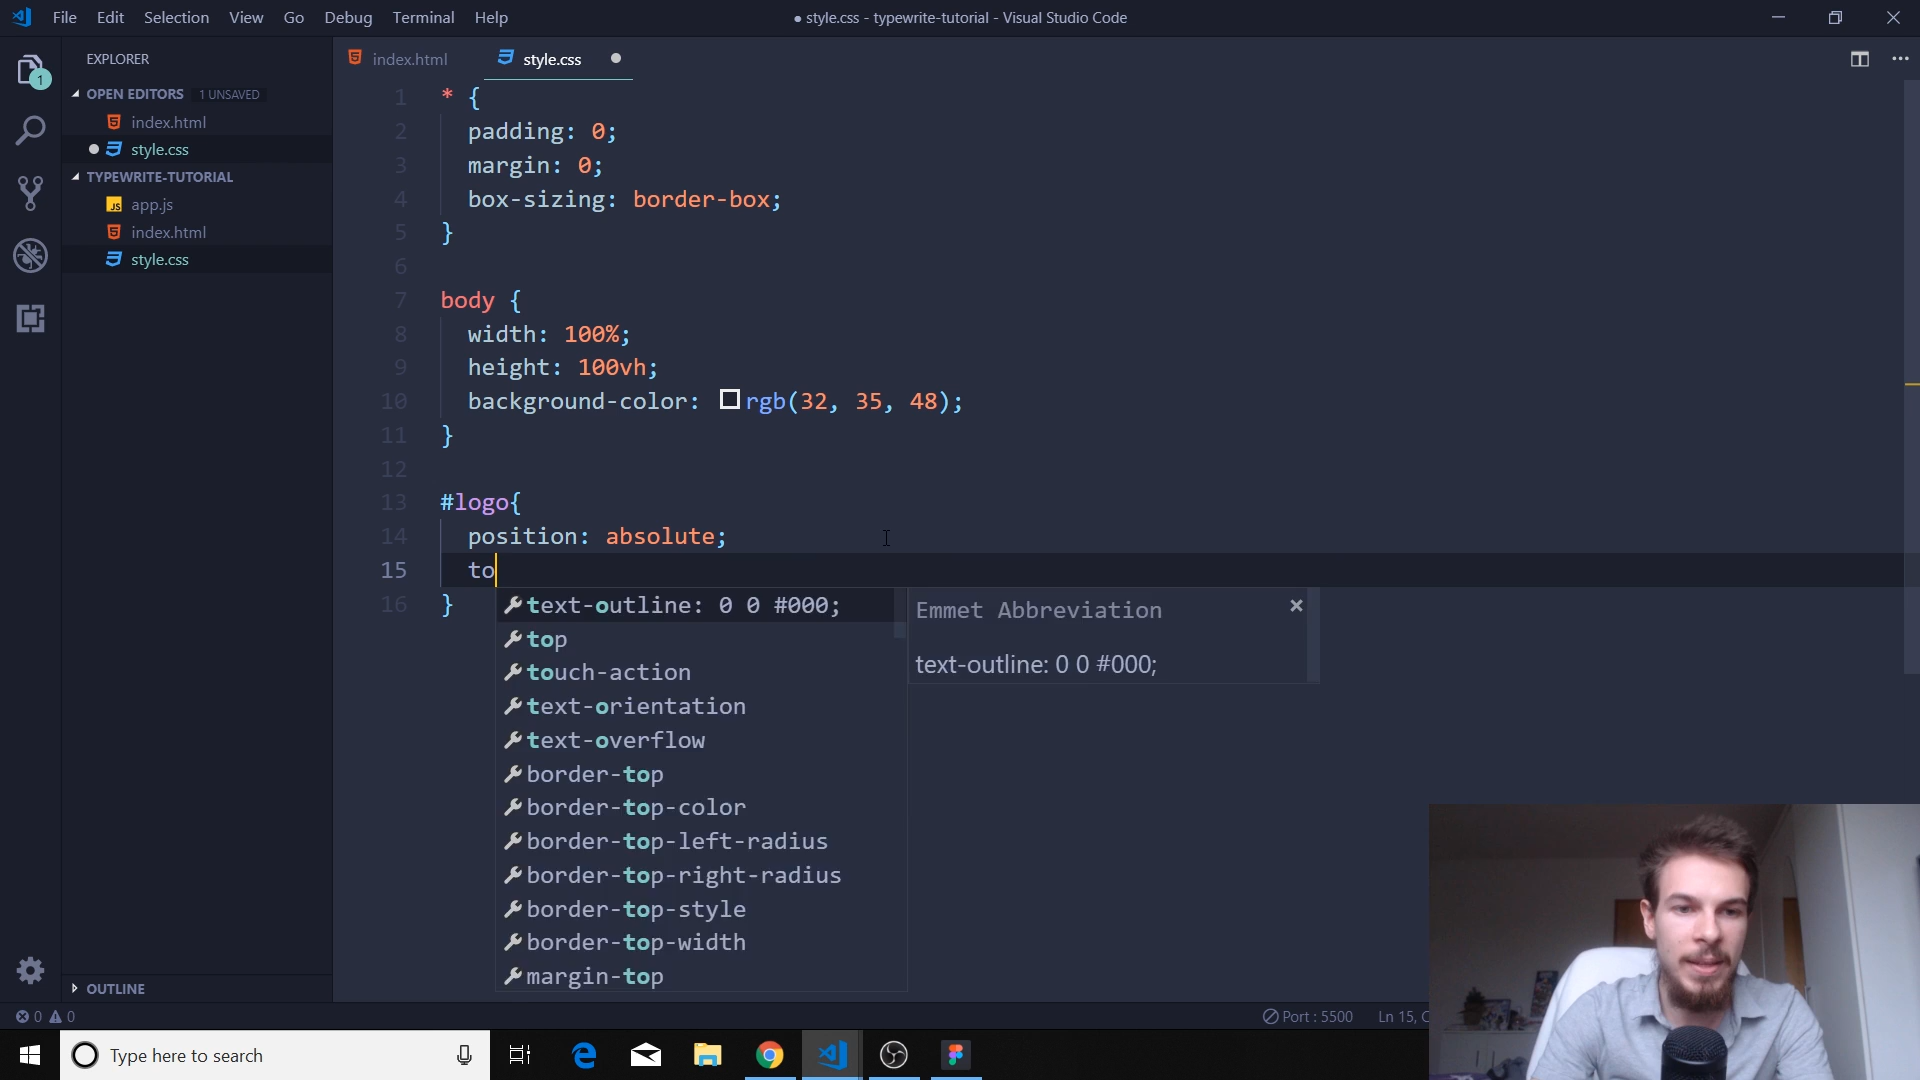 File Edit Selection View Go Debug Terminal Help
● style.css - typewrite-tutorial - Visual Studio Code
EXPLORER
OPEN EDITORS 1 UNSAVED
index.html
style.css
TYPEWRITE-TUTORIAL
app.js
index.html
style.css
OUTLINE
1
index.html style.css
1 * {
2 padding: 0;
3 margin: 0;
4 box-sizing: border-box;
5 }
6
7 body {
8 width: 100%;
9 height: 100vh;
10 background-color: rgb(32, 35, 48);
11 }
12
13 #logo{
14 position: absolute;
15 to
16 }
text-outline: 0 0 #000;
top
touch-action
text-orientation
text-overflow
border-top
border-top-color
border-top-left-radius
border-top-right-radius
border-top-style
border-top-width
margin-top
Emmet Abbreviation
text-outline: 0 0 #000;
0 0
Port : 5500 Ln 15, C
Type here to search